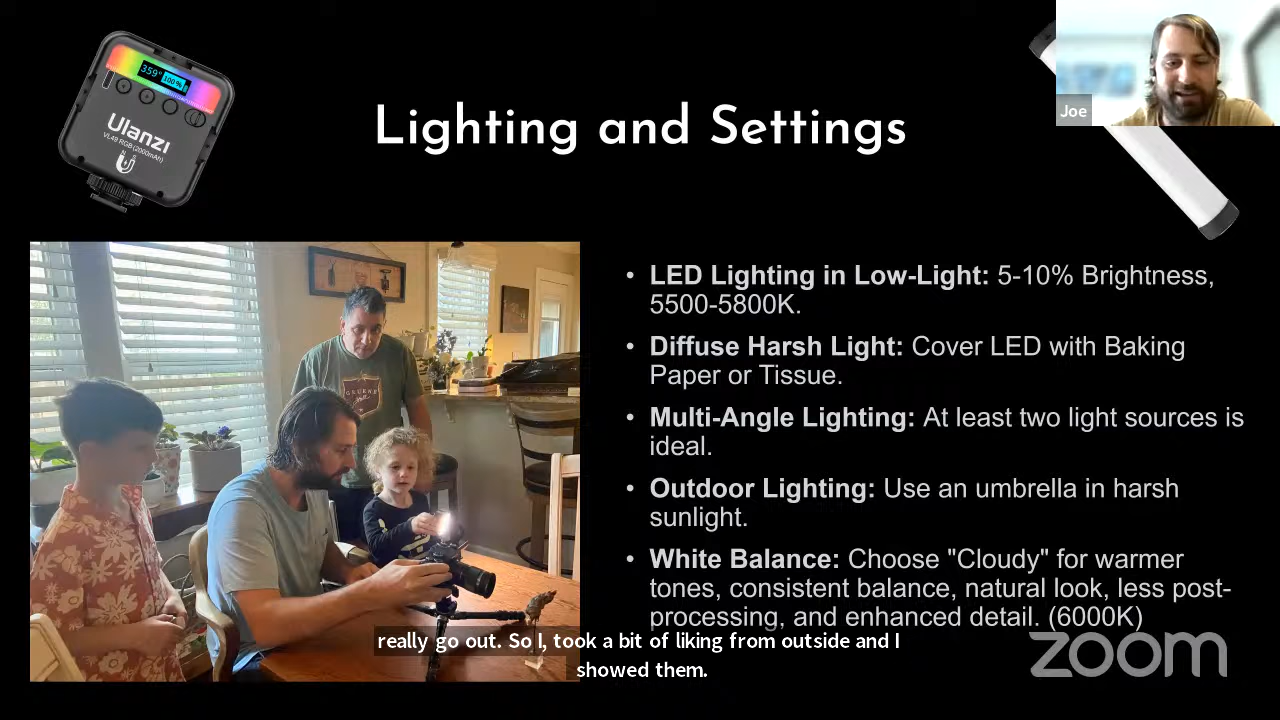 359°
100%
Ulanzi
VL49 RGB (2000mAh)
Joe
Lighting and Settings
GRUENE
Hall
• LED Lighting in Low-Light: 5-10% Brightness,
5500-5800K.
• Diffuse Harsh Light: Cover LED with Baking
Paper or Tissue.
• Multi-Angle Lighting: At least two light sources is
ideal.
• Outdoor Lighting: Use an umbrella in harsh
sunlight.
• White Balance: Choose "Cloudy" for warmer
tones, consistent balance, natural look, less post-
processing, and enhanced detail. (6000K)
really go out. So I, took a bit of liking from outside and I
showed them.
zoom